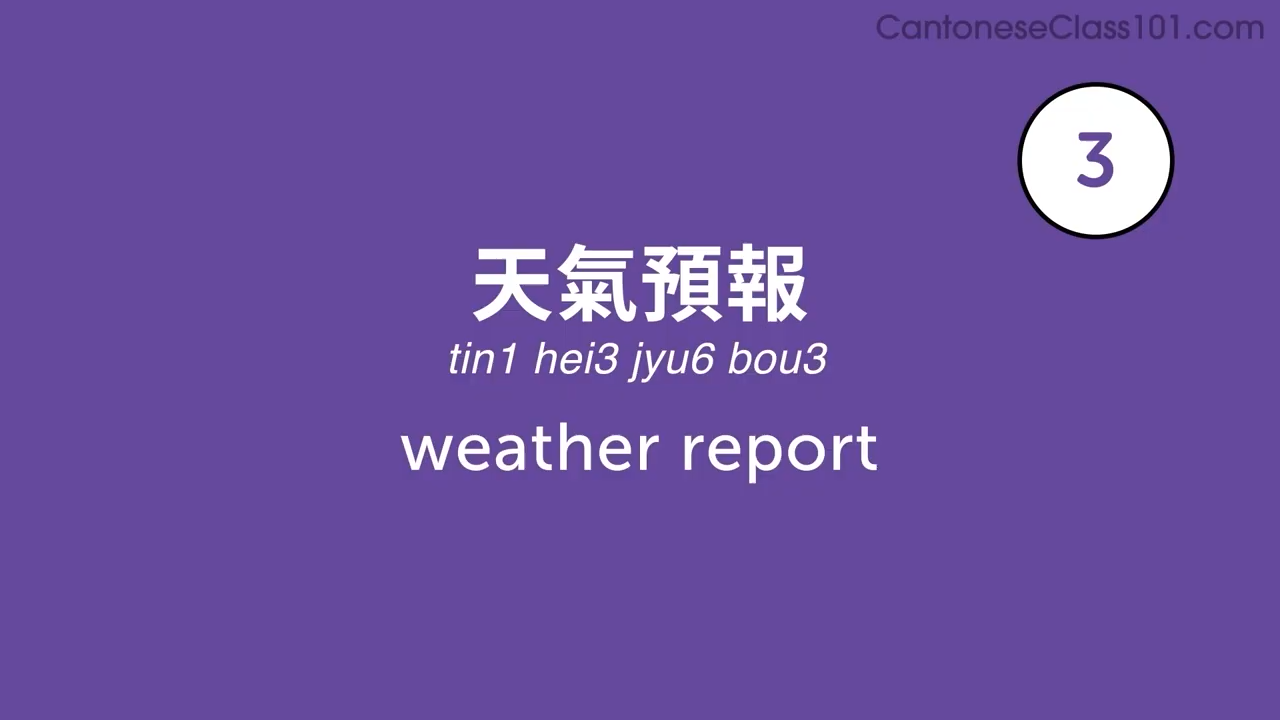 CantoneseClass101.com
3
天氣預報
tin1 hei3 jyu6 bou3
weather report